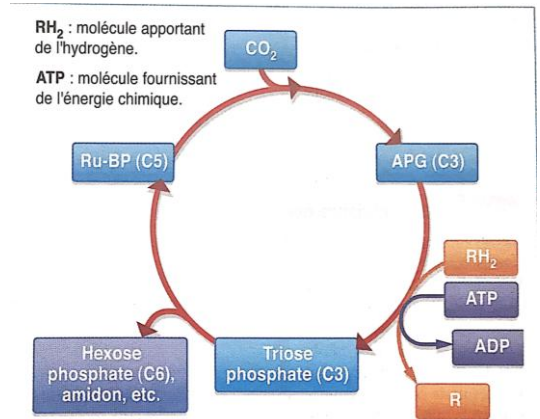 RH₂ : molécule apportant
de l'hydrogène.
ATP : molécule fournissant
de l'énergie chimique.
CO₂
Ru-BP (C5)
APG (C3)
RH₂
ATP
ADP
R
Triose
phosphate (C3)
Hexose
phosphate (C6),
amidon, etc.